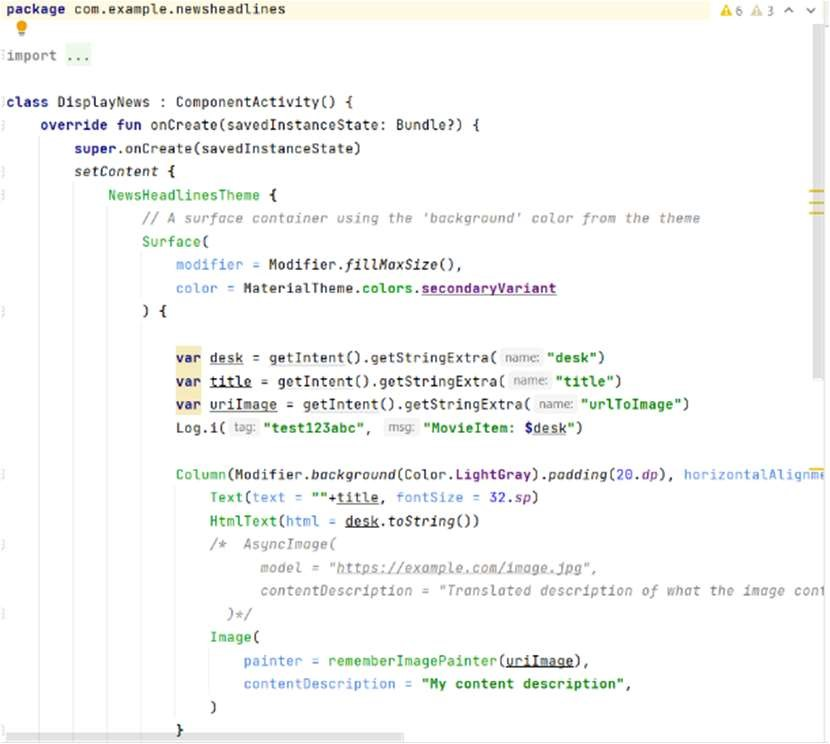 package com.example.newsheadlines
6 3
import ...
class DisplayNews : ComponentActivity() {
override fun onCreate(savedInstanceState: Bundle?) {
super.onCreate(savedInstanceState)
setContent {
NewsHeadlinesTheme {
// A surface container using the 'background' color from the theme
Surface(
modifier = Modifier.fillMaxSize(),
color = MaterialTheme.colors.secondaryVariant
) {
var desk = getIntent().getStringExtra( name: "desk")
var title = getIntent().getStringExtra( name: "title")
var uriImage = getIntent().getStringExtra( name: "urlToImage")
Log.i( tag: "test123abc", msg: "MovieItem: $desk")
Column(Modifier.background(Color.LightGray).padding(20.dp), horizontalAlignme
Text(text = ""+title, fontSize = 32.sp)
HtmlText(html = desk.toString())
/* AsyncImage(
model = "https://example.com/image.jpg",
contentDescription = "Translated description of what the image cont
)*/
Image(
painter = rememberImagePainter(uriImage),
contentDescription = "My content description",
)
}